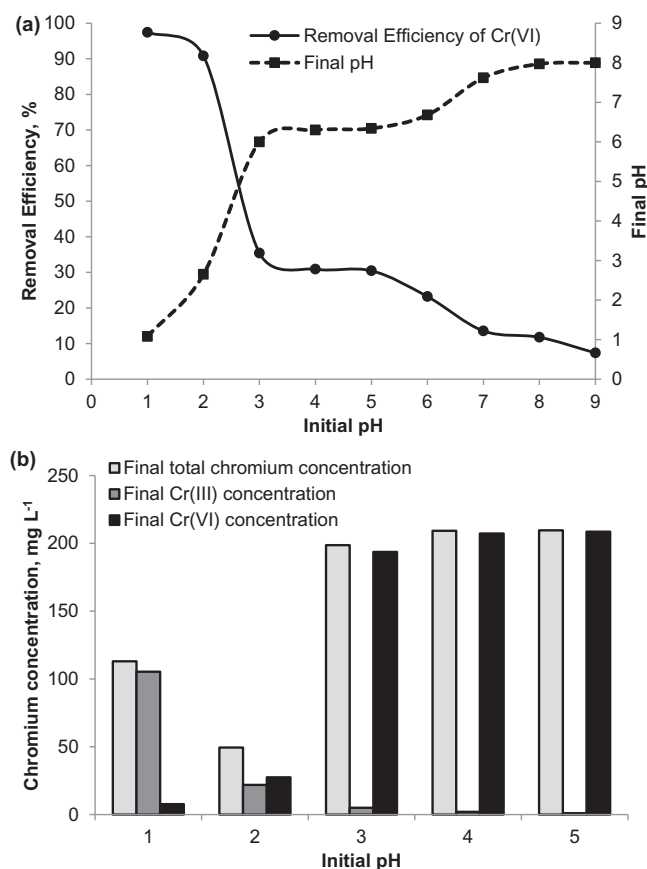 (a)
Removal Efficiency of Cr(VI)
Final pH
100
90
80
70
60
50
40
30
20
10
0
Removal Efficiency, %
9
8
7
6
5
4
3
2
1
0
Final pH
0 1 2 3 4 5 6 7 8 9
Initial pH
(b)
Final total chromium concentration
Final Cr(III) concentration
Final Cr(VI) concentration
250
200
150
100
50
0
Chromium concentration, mg L-1
1 2 3 4 5
Initial pH